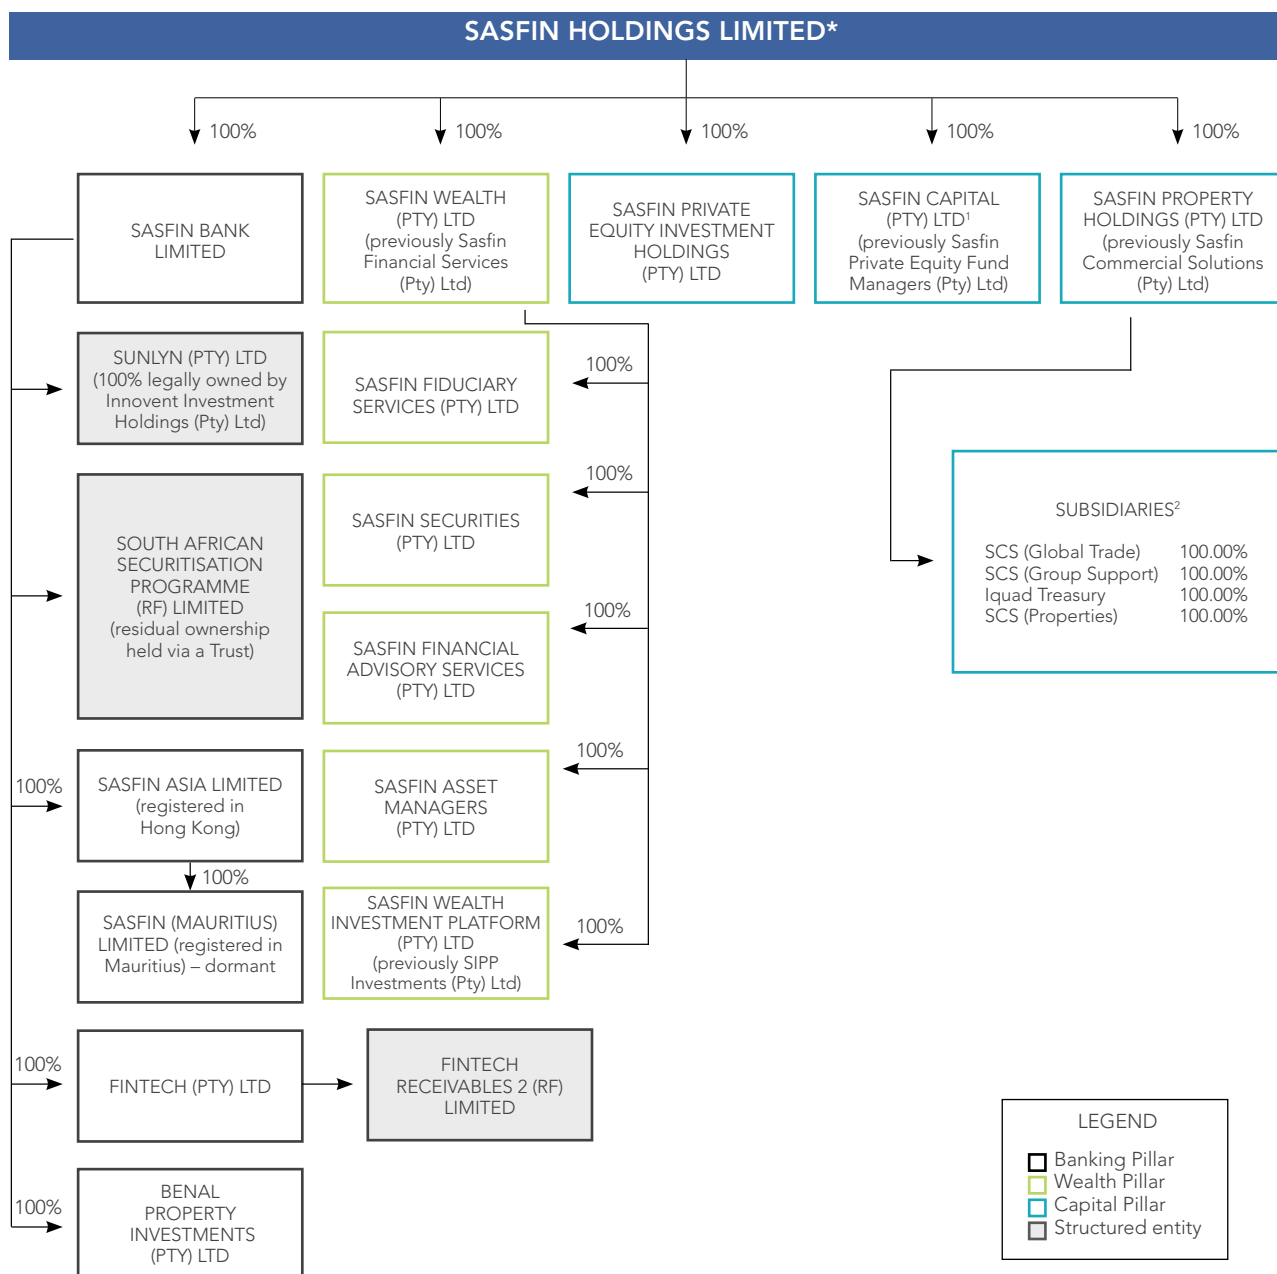 SASFIN HOLDINGS LIMITED*
100%
100%
100%
100%
100%
SASFIN BANK
LIMITED
SASFIN WEALTH
(PTY) LTD
(previously Sasfin
Financial Services
(Pty) Ltd)
SASFIN PRIVATE
EQUITY INVESTMENT
HOLDINGS
(PTY) LTD
SASFIN CAPITAL
(PTY) LTD¹
(previously Sasfin
Private Equity Fund
Managers (Pty) Ltd)
SASFIN PROPERTY
HOLDINGS (PTY) LTD
(previously Sasfin
Commercial Solutions
(Pty) Ltd)
SUNLYN (PTY) LTD
(100% legally owned by
Innovent Investment
Holdings (Pty) Ltd)
SASFIN FIDUCIARY
SERVICES (PTY) LTD
100%
SOUTH AFRICAN
SECURITISATION
PROGRAMME
(RF) LIMITED
(residual ownership
held via a Trust)
SASFIN SECURITIES
(PTY) LTD
100%
SUBSIDIARIES²
SCS (Global Trade) 100.00%
SCS (Group Support) 100.00%
Iquad Treasury 100.00%
SCS (Properties) 100.00%
SASFIN FINANCIAL
ADVISORY SERVICES
(PTY) LTD
100%
100%
SASFIN ASIA LIMITED
(registered in
Hong Kong)
SASFIN ASSET
MANAGERS
(PTY) LTD
100%
100%
SASFIN (MAURITIUS)
LIMITED (registered in
Mauritius) – dormant
SASFIN WEALTH
INVESTMENT PLATFORM
(PTY) LTD
(previously SIPP
Investments (Pty) Ltd)
100%
100%
FINTECH (PTY) LTD
FINTECH
RECEIVABLES 2 (RF)
LIMITED
100%
BENAL
PROPERTY
INVESTMENTS
(PTY) LTD
LEGEND
Banking Pillar
Wealth Pillar
Capital Pillar
Structured entity